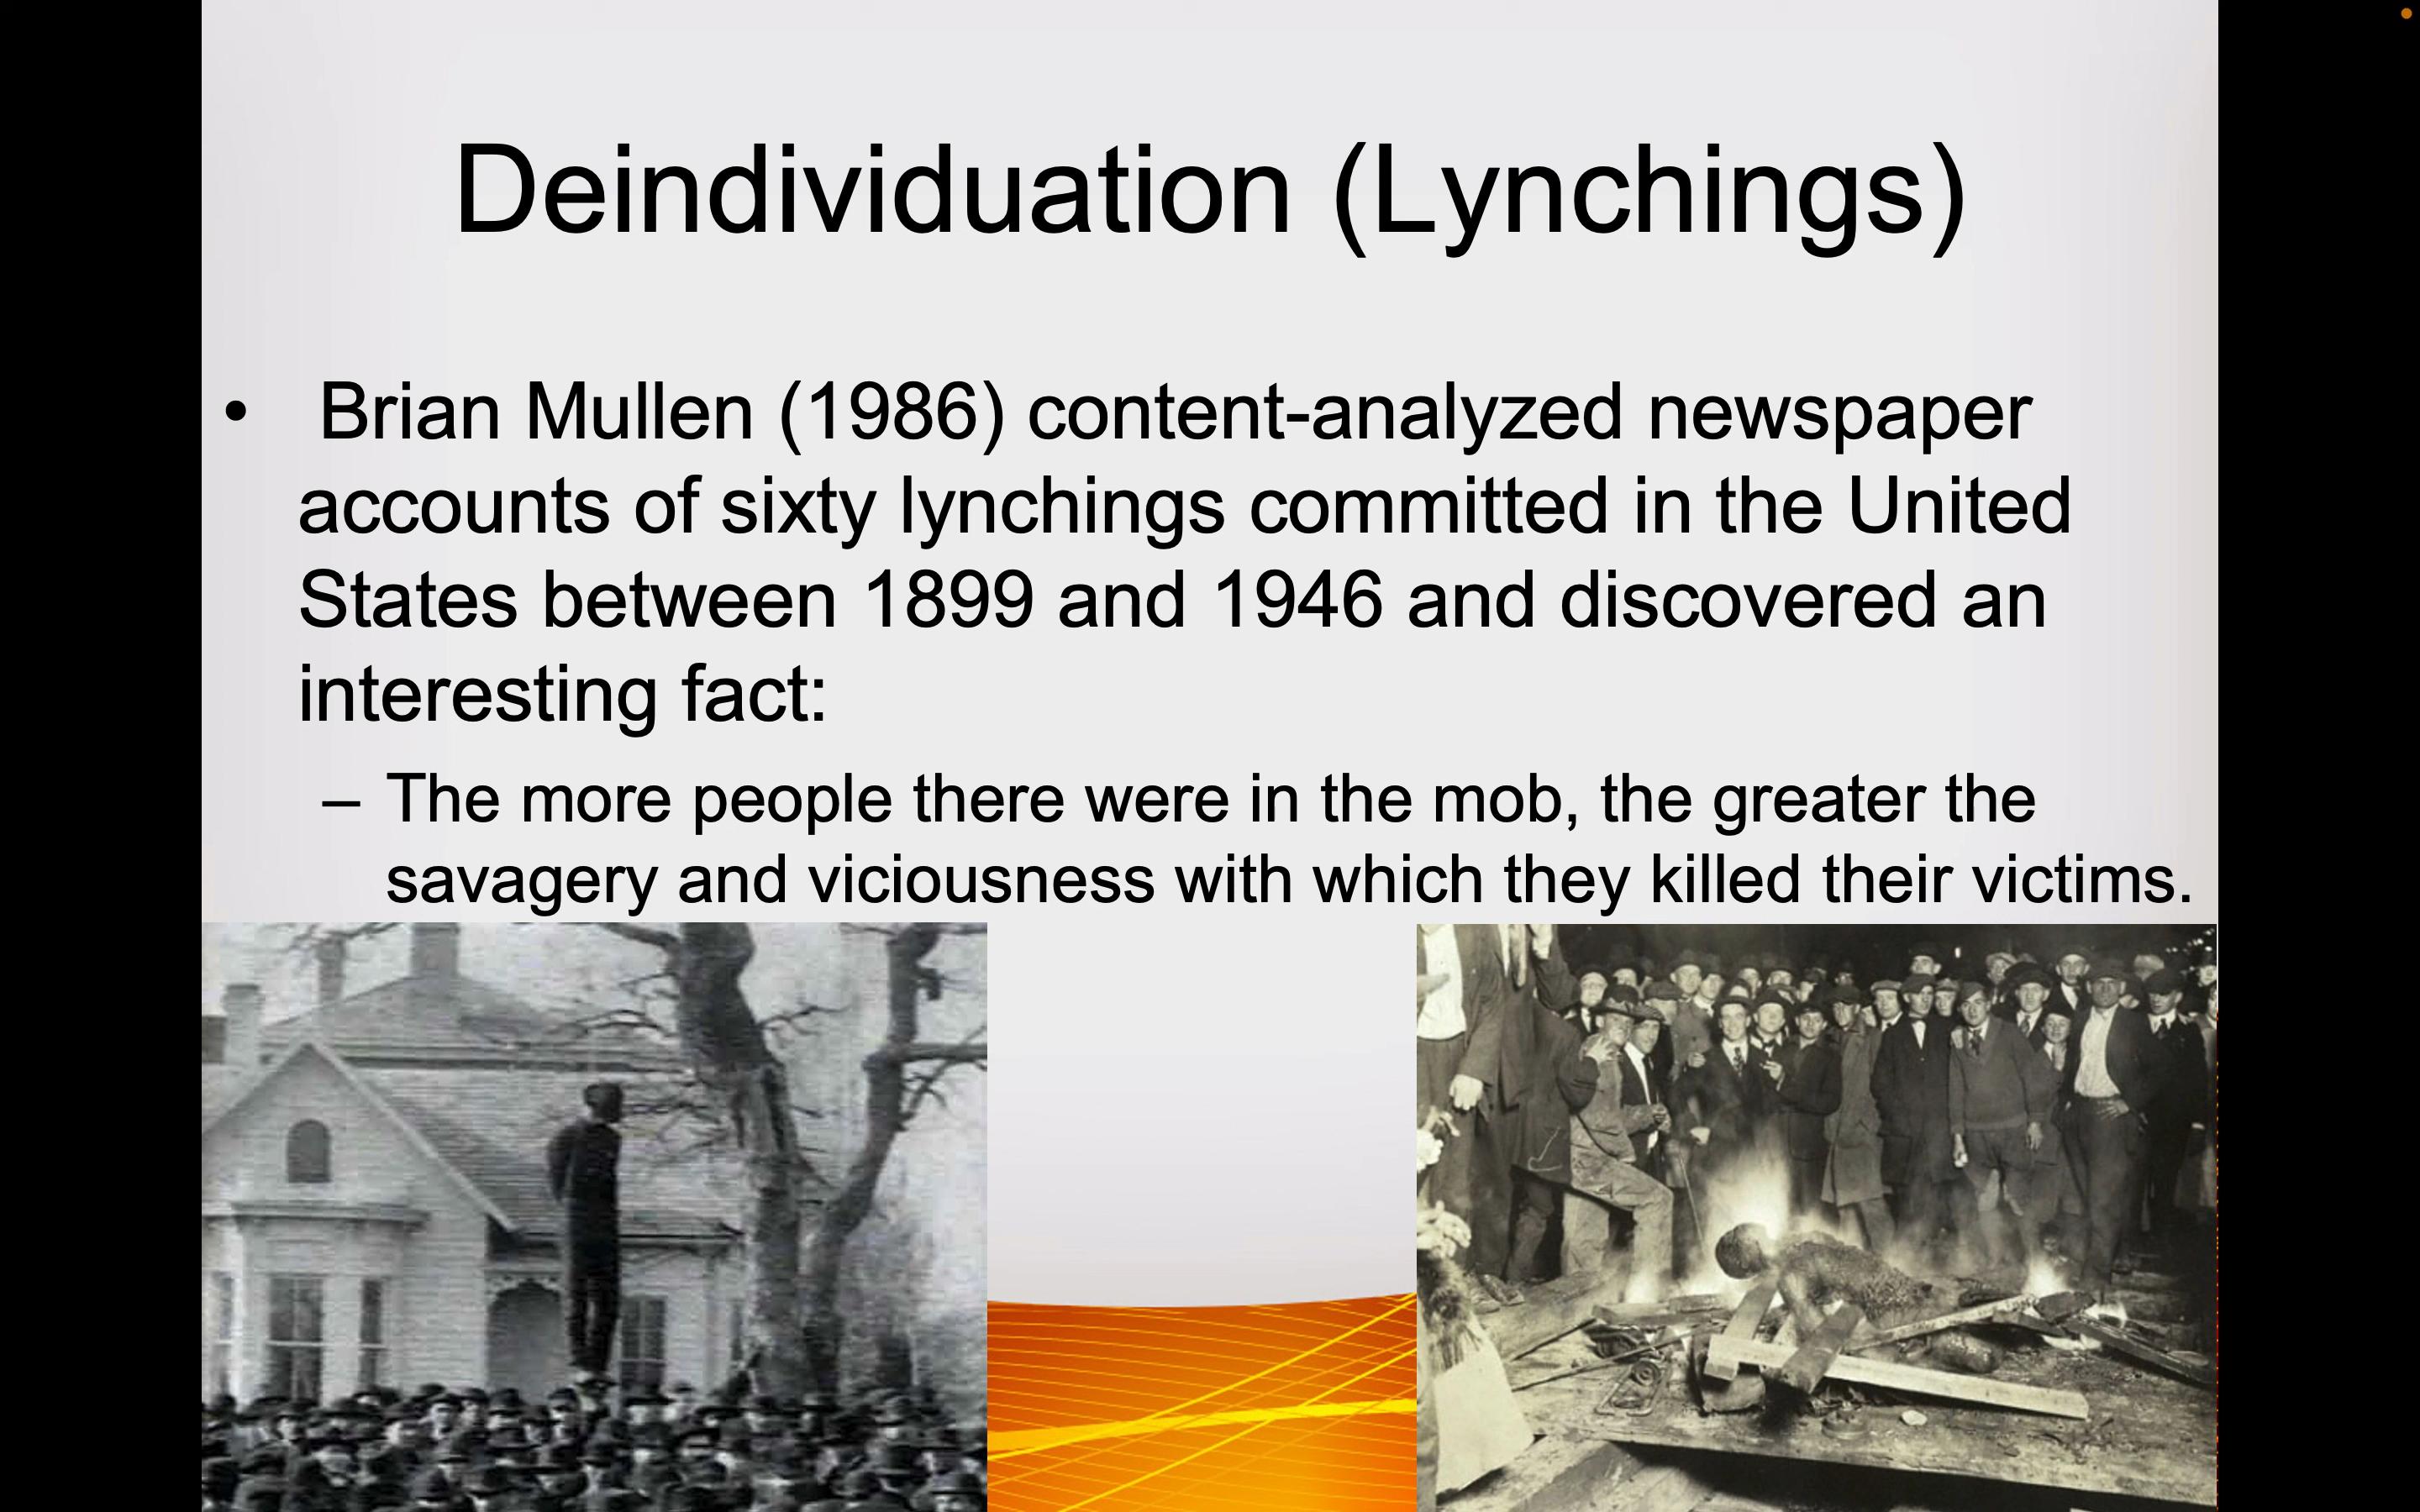 Deindividuation (Lynchings)
• Brian Mullen (1986) content-analyzed newspaper
accounts of sixty lynchings committed in the United
States between 1899 and 1946 and discovered an
interesting fact:
– The more people there were in the mob, the greater the
savagery and viciousness with which they killed their victims.